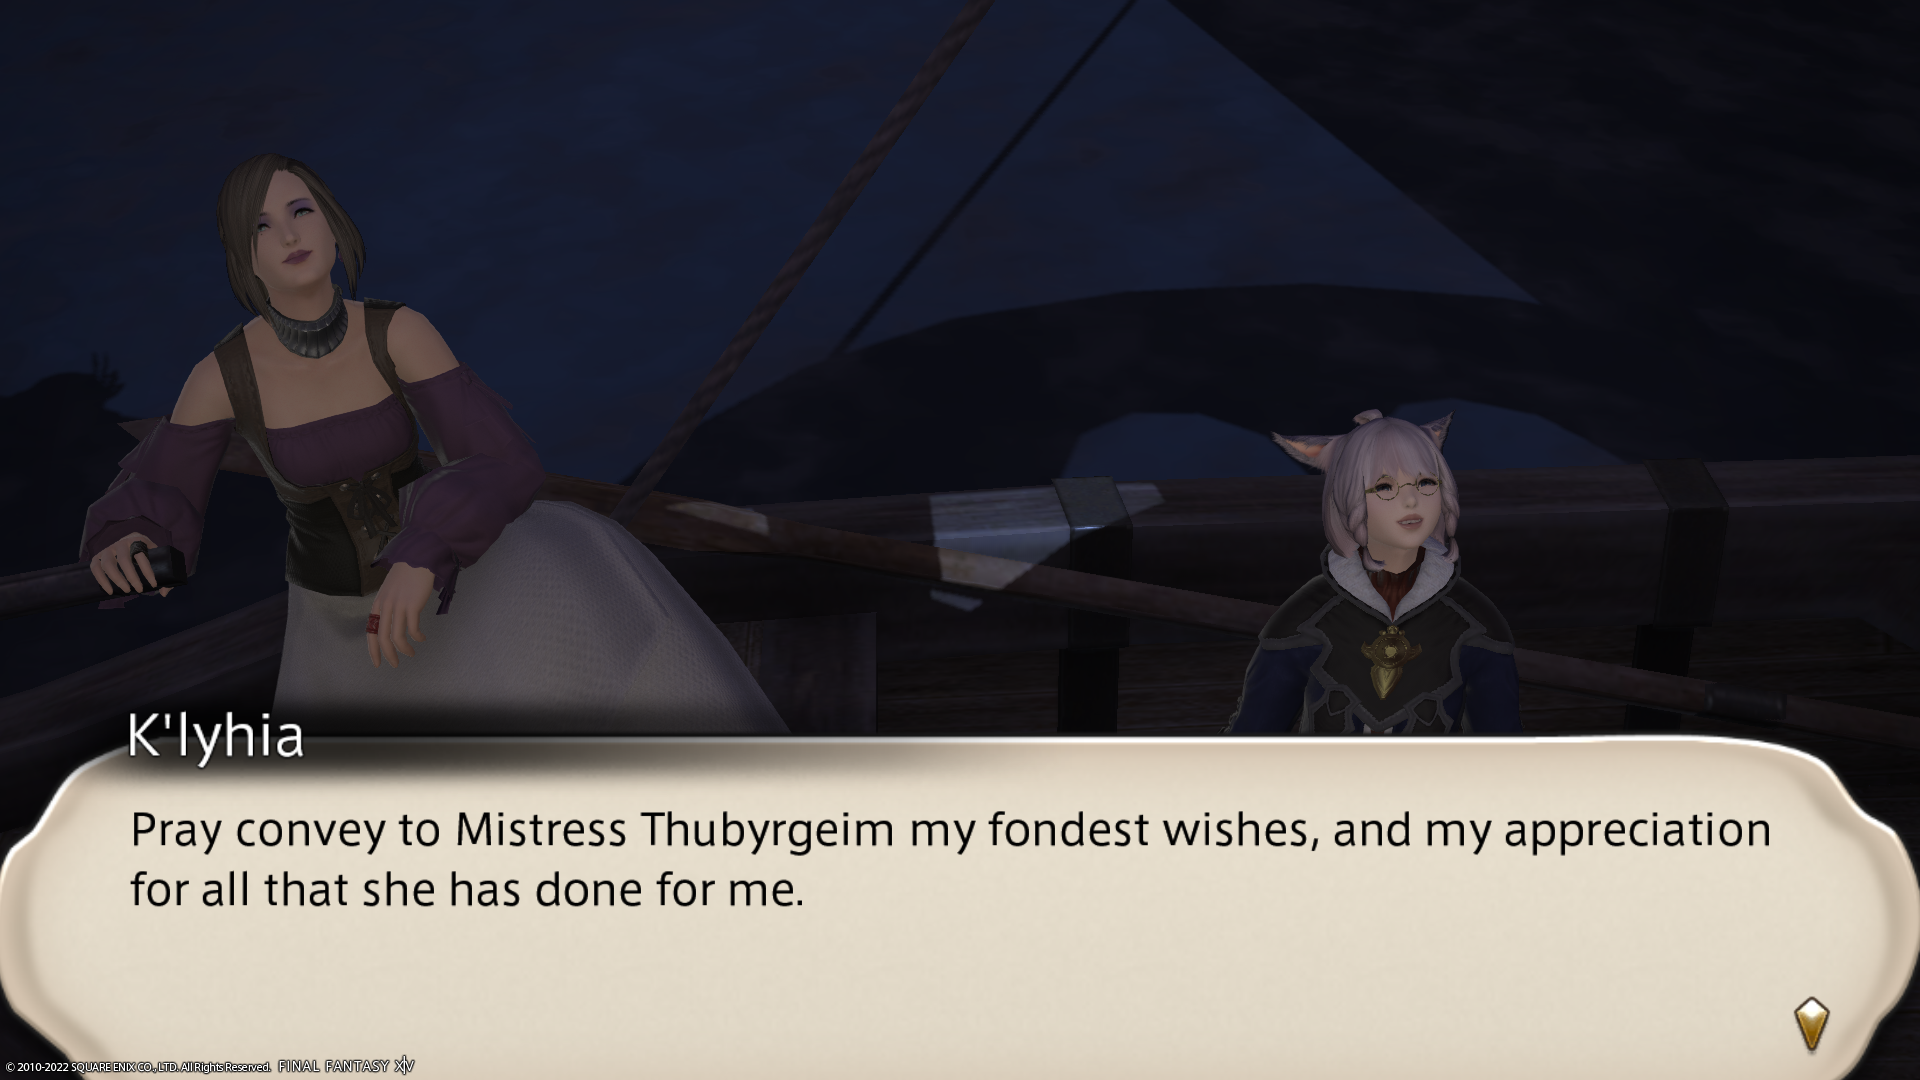 K'lyhia
Pray convey to Mistress Thubyrgeim my fondest wishes, and my appreciation
for all that she has done for me.
© 2010-2022 SQUARE ENIX CO., LTD. All Rights Reserved. FINAL FANTASY XIV